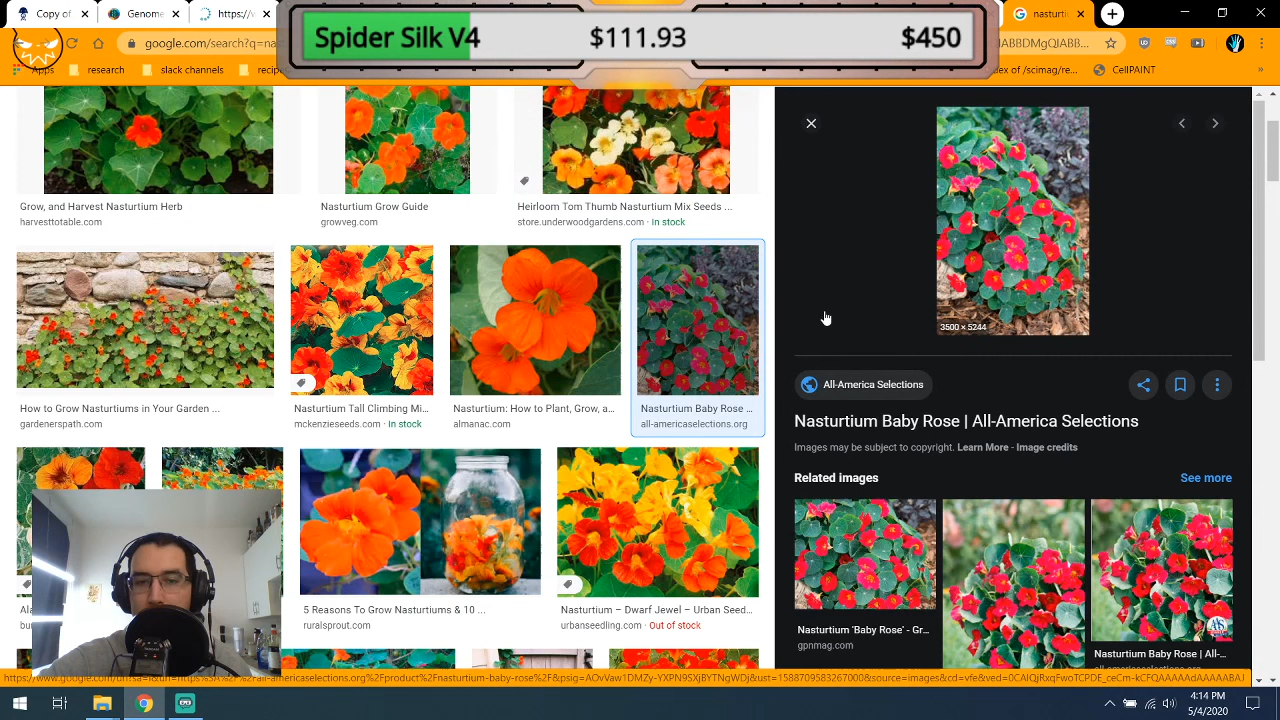 Copy of
Genome
https://w
nasturti
Spider Silk V4
$111.93
$450
google.com/search?q=na
Apps
research
slack channels
CellPAINT
»
Grow, and Harvest Nasturtium Herb
harvesttotable.com
Nasturtium Grow Guide
growveg.com
Heirloom Tom Thumb Nasturtium Mix Seeds ...
store.underwoodgardens.com · In stock
How to Grow Nasturtiums in Your Garden ...
gardenerspath.com
Nasturtium Tall Climbing Mi...
mckenzieseeds.com · In stock
Nasturtium: How to Plant, Grow, a...
almanac.com
Nasturtium Baby Rose ...
all-americaselections.org
5 Reasons To Grow Nasturtiums & 10 ...
ruralsprout.com
Nasturtium – Dwarf Jewel – Urban Seed...
urbanseedling.com · Out of stock
3500 × 5244
All-America Selections
Nasturtium Baby Rose | All-America Selections
Images may be subject to copyright. Learn More - Image credits
Related images
See more
Nasturtium 'Baby Rose' - Gr...
gpnmag.com
Nasturtium Baby Rose | All-...
all-americaselections.org
4:14 PM
5/4/2020